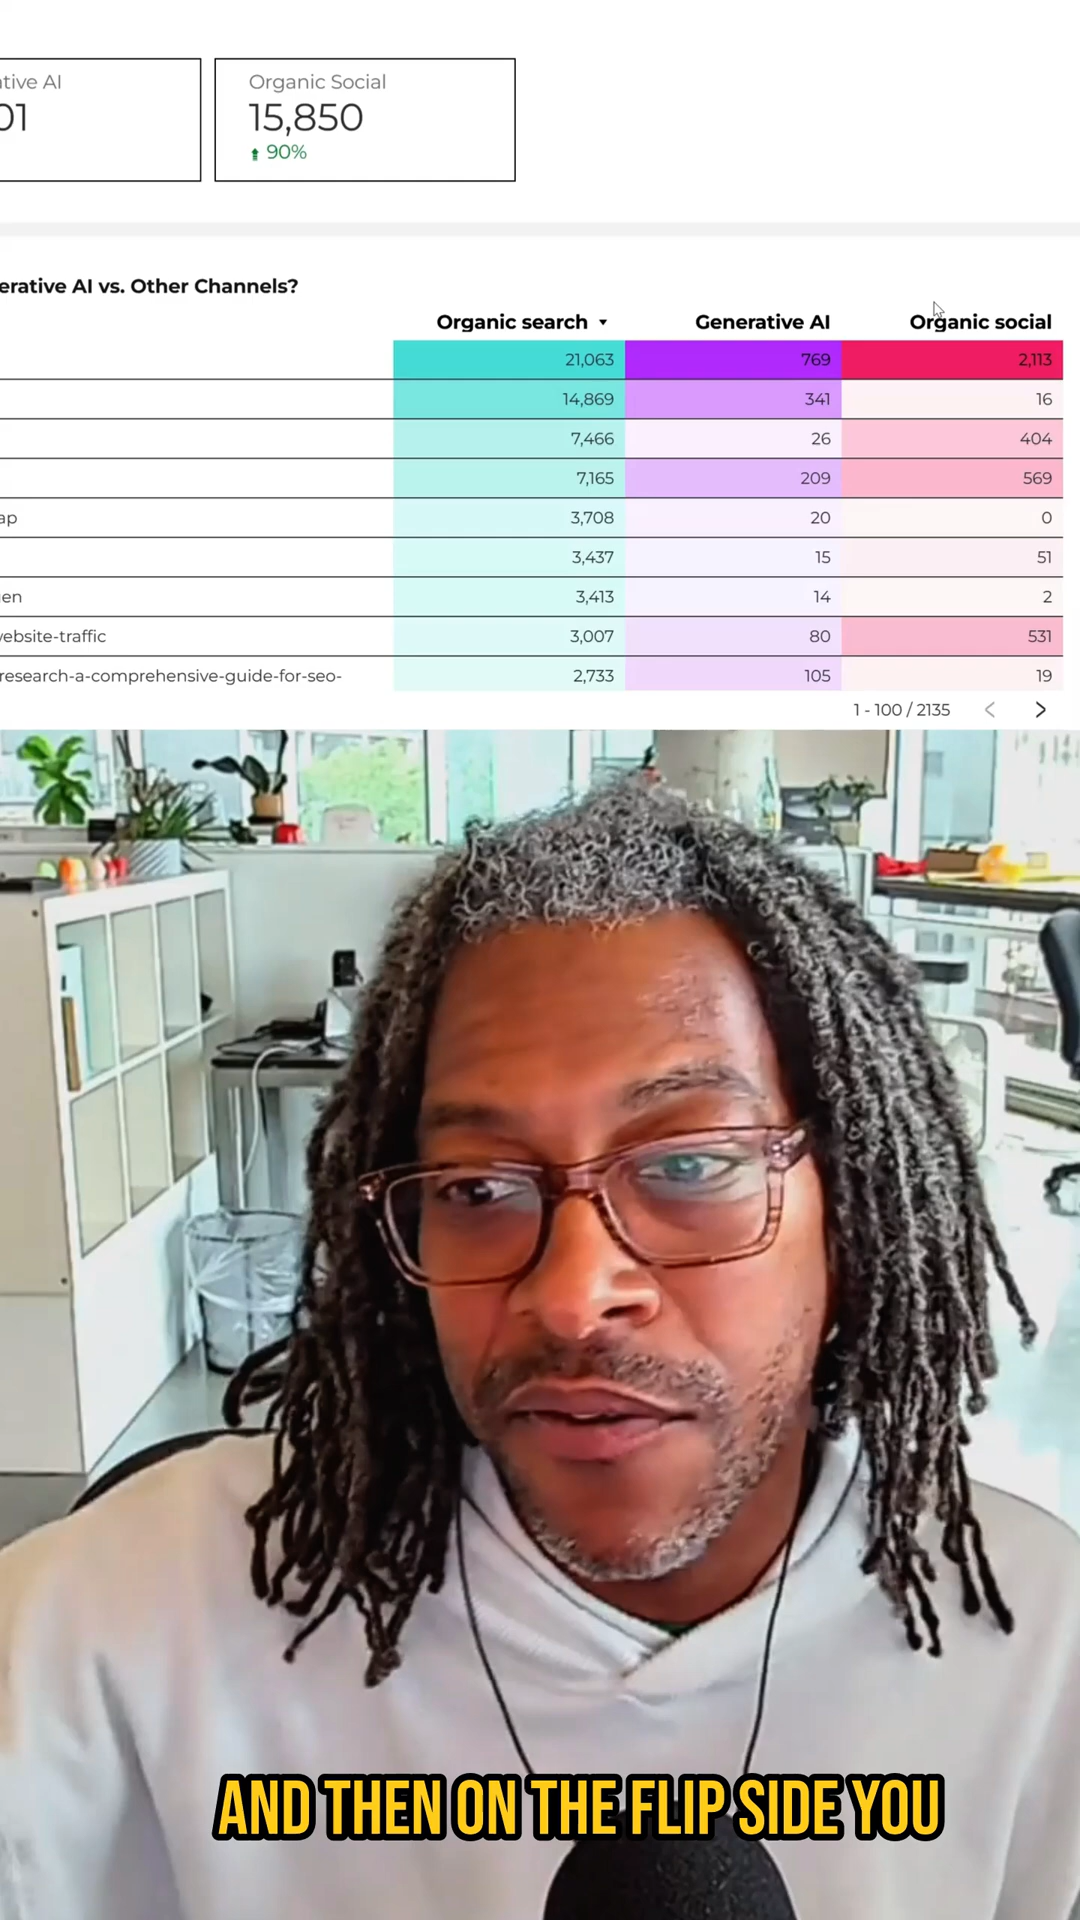 tive AI
01
Organic Social
15,850
90%
erative AI vs. Other Channels?
Organic search Generative AI Organic social
21,063 769 2,113
14,869 341 16
7,466 26 404
7,165 209 569
ap 3,708 20 0
3,437 15 51
en 3,413 14 2
website-traffic 3,007 80 531
research-a-comprehensive-guide-for-seo- 2,733 105 19
1 - 100 / 2135
AND THEN ON THE FLIP SIDE YOU